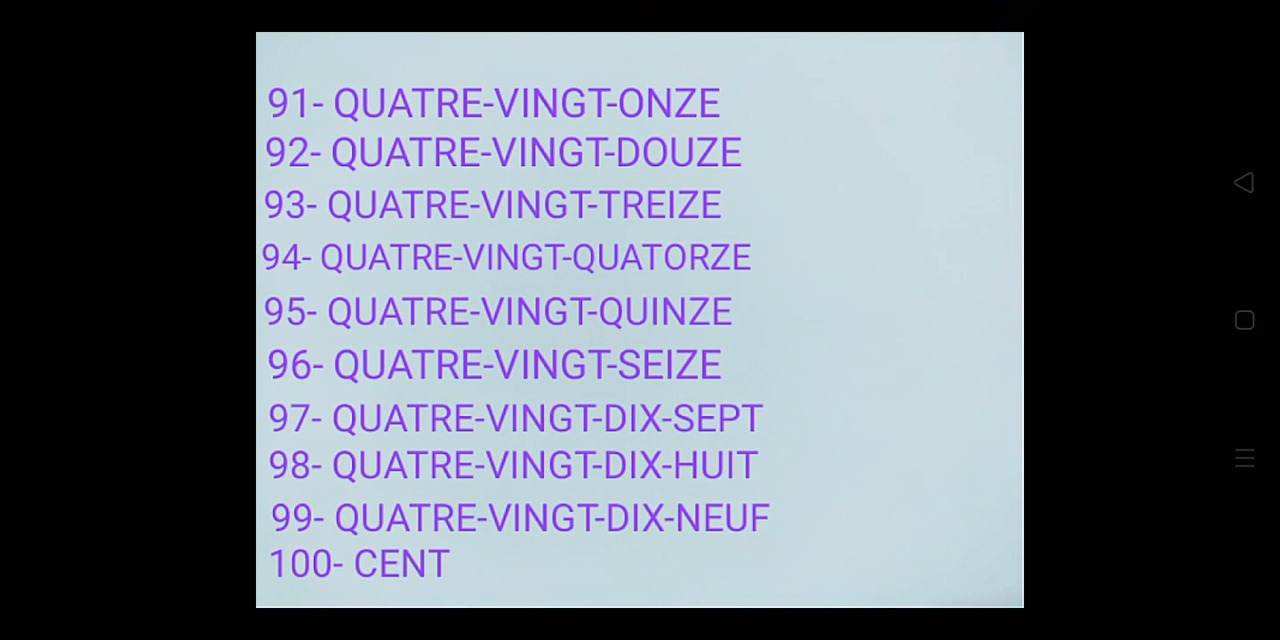 91- QUATRE-VINGT-ONZE
92- QUATRE-VINGT-DOUZE
93- QUATRE-VINGT-TREIZE
94- QUATRE-VINGT-QUATORZE
95- QUATRE-VINGT-QUINZE
96- QUATRE-VINGT-SEIZE
97- QUATRE-VINGT-DIX-SEPT
98- QUATRE-VINGT-DIX-HUIT
99- QUATRE-VINGT-DIX-NEUF
100- CENT